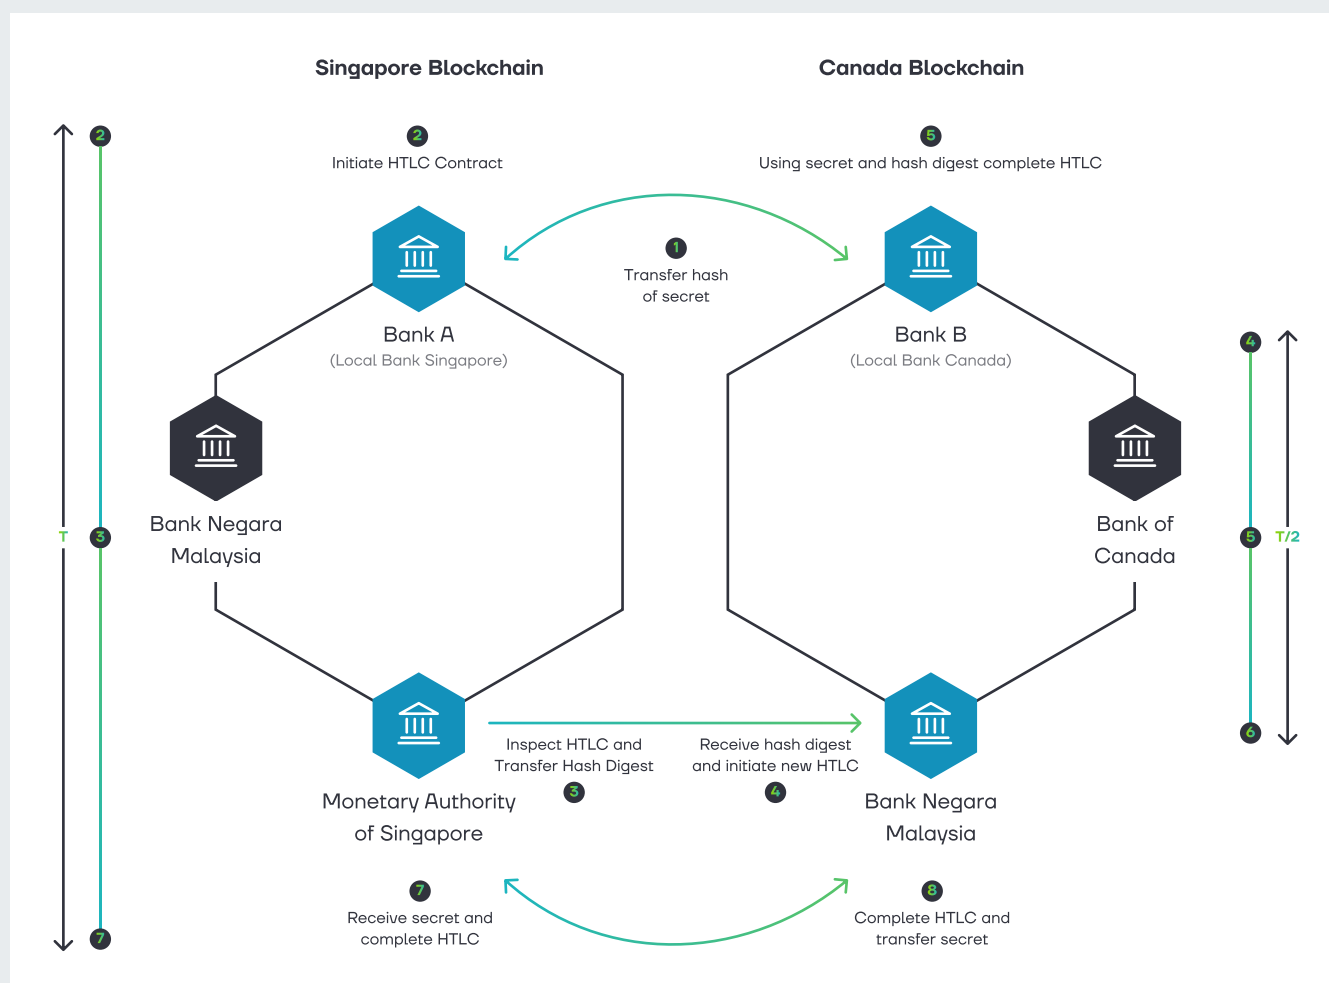 Singapore Blockchain
Canada Blockchain
2
2
Initiate HTLC Contract
5
Using secret and hash digest complete HTLC
1
Transfer hash
of secret
Bank A
(Local Bank Singapore)
Bank B
(Local Bank Canada)
4
Bank Negara
Malaysia
Bank of
Canada
T
3
5
T/2
Inspect HTLC and
Transfer Hash Digest
3
Receive hash digest
and initiate new HTLC
4
6
Monetary Authority
of Singapore
Bank Negara
Malaysia
7
Receive secret and
complete HTLC
8
Complete HTLC and
transfer secret
7